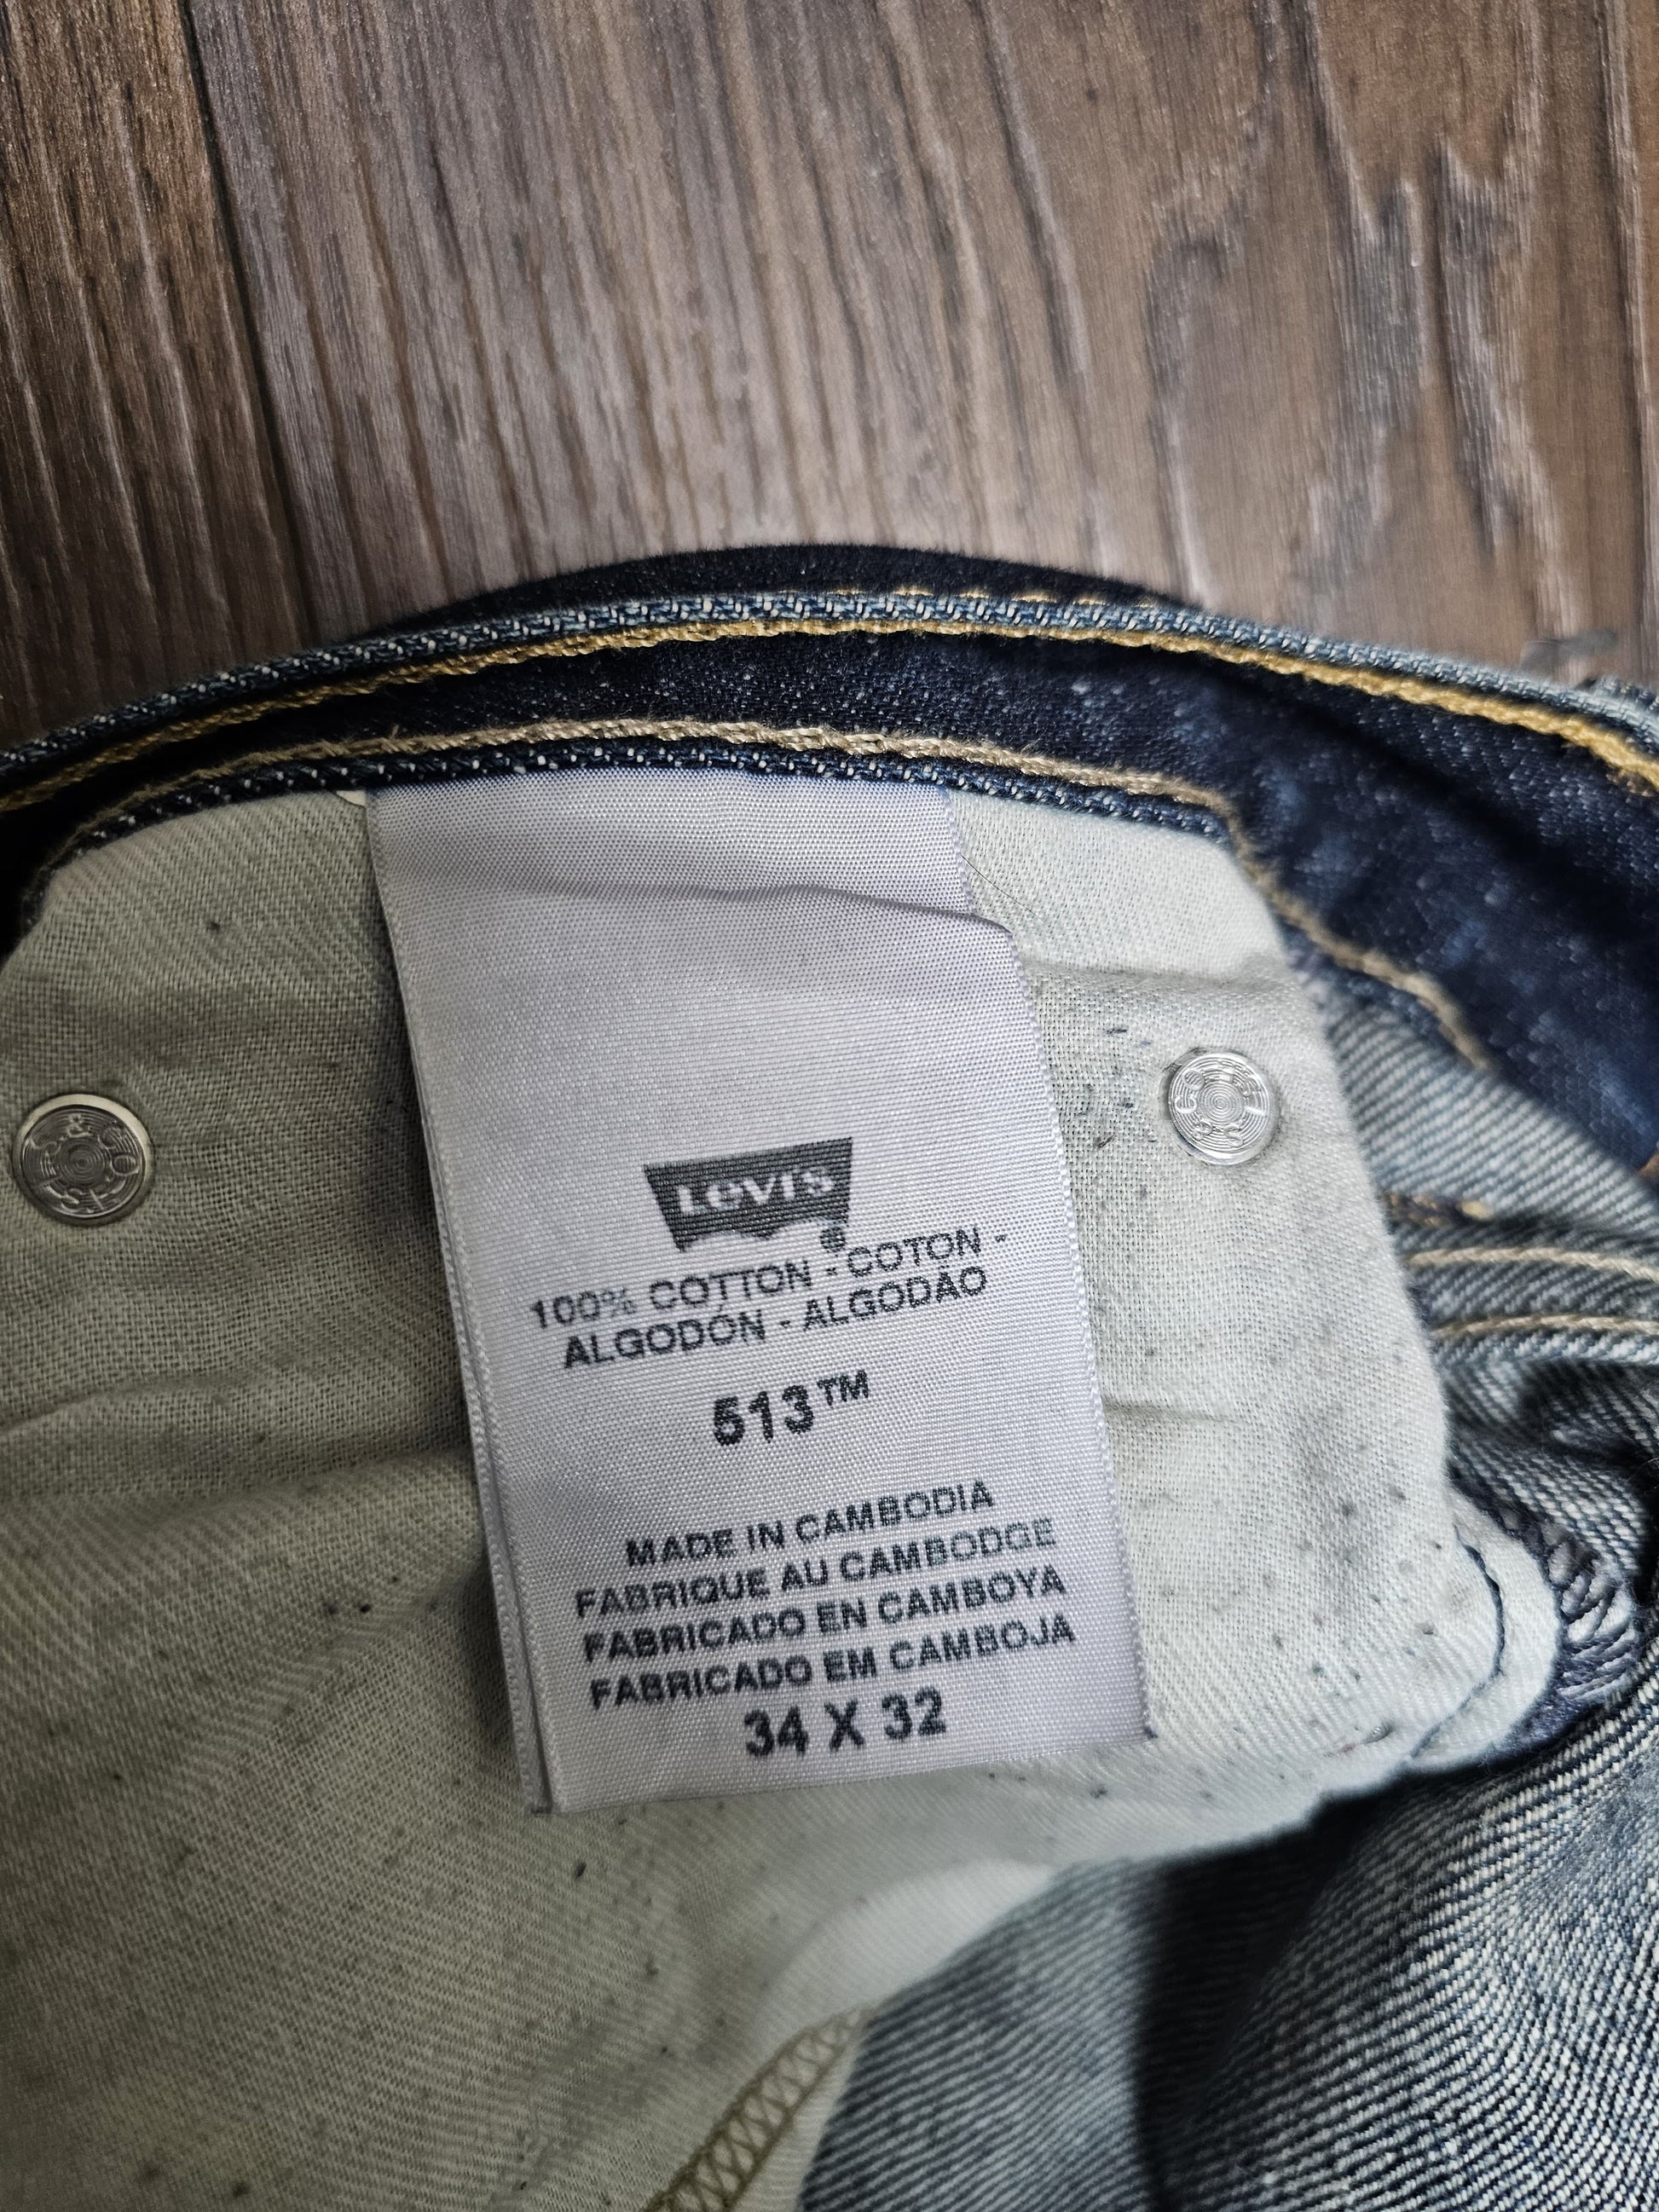 Levi's
®
100% COTTON - COTON -
ALGODÓN - ALGODÃO
513™
MADE IN CAMBODIA
FABRIQUE AU CAMBODGE
FABRICADO EN CAMBOYA
FABRICADO EM CAMBOJA
34 X 32